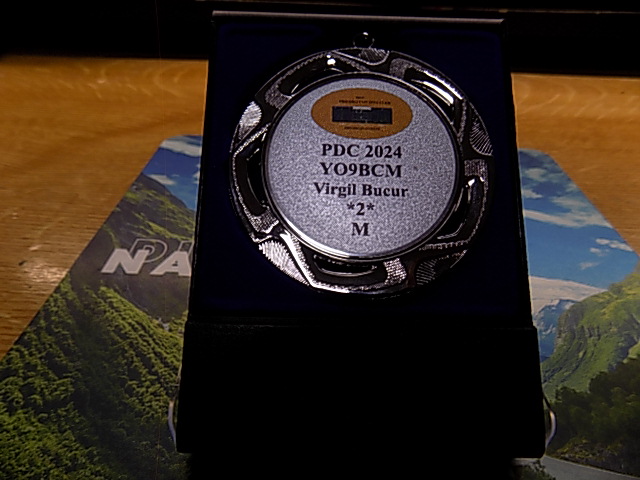 PDC 2024
YO9BCM
Virgil Bucur
*2*
M